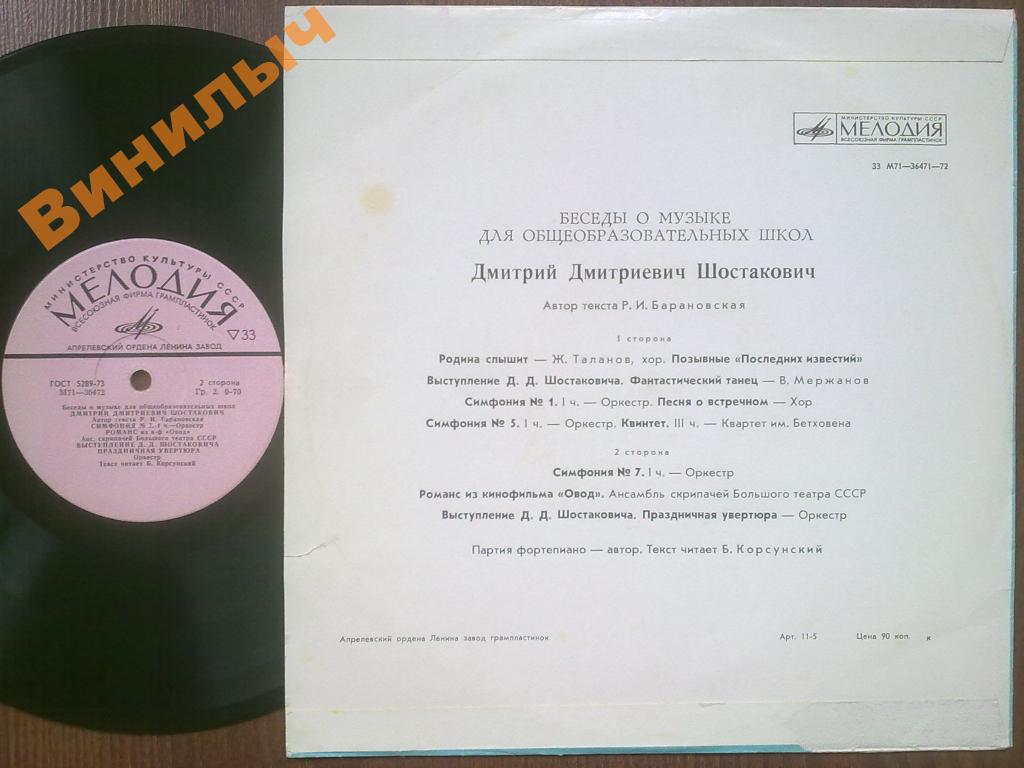 Винилыч
МИНИСТЕРСТВО КУЛЬТУРЫ СССР
МЕЛОДИЯ
ВСЕСОЮЗНАЯ ФИРМА ГРАМПЛАСТИНОК
▽33
АПРЕЛЕВСКИЙ ОРДЕНА ЛЕНИНА ЗАВОД
ГОСТ 5289-73
2 сторона
М71—36472
Гр. 2. 0-70
Беседы о музыке для общеобразовательных школ
ДМИТРИЙ ДМИТРИЕВИЧ ШОСТАКОВИЧ
Автор текста Р. И. Барановская
СИМФОНИЯ № 7. I ч.—Оркестр
РОМАНС из к-ф «Овод»
Анс. скрипачей Большого театра СССР
ВЫСТУПЛЕНИЕ Д. Д. ШОСТАКОВИЧА
ПРАЗДНИЧНАЯ УВЕРТЮРА
Оркестр
Текст читает Б. Корсунский
МИНИСТЕРСТВО КУЛЬТУРЫ СССР
МЕЛОДИЯ
ВСЕСОЮЗНАЯ ФИРМА ГРАМПЛАСТИНОК
33 М71—36471—72
БЕСЕДЫ О МУЗЫКЕ
ДЛЯ ОБЩЕОБРАЗОВАТЕЛЬНЫХ ШКОЛ
Дмитрий Дмитриевич Шостакович
Автор текста Р. И. Барановская
1 сторона
Родина слышит — Ж. Таланов, хор. Позывные «Последних известий»
Выступление Д. Д. Шостаковича. Фантастический танец — В. Мержанов
Симфония № 1. I ч. — Оркестр. Песня о встречном — Хор
Симфония № 5. I ч. — Оркестр. Квинтет. III ч. — Квартет им. Бетховена
2 сторона
Симфония № 7. I ч. — Оркестр
Романс из кинофильма «Овод». Ансамбль скрипачей Большого театра СССР
Выступление Д. Д. Шостаковича. Праздничная увертюра — Оркестр
Партия фортепиано — автор. Текст читает Б. Корсунский
Апрелевский ордена Ленина завод грампластинок
Арт. 11-5
Цена 90 коп.
к